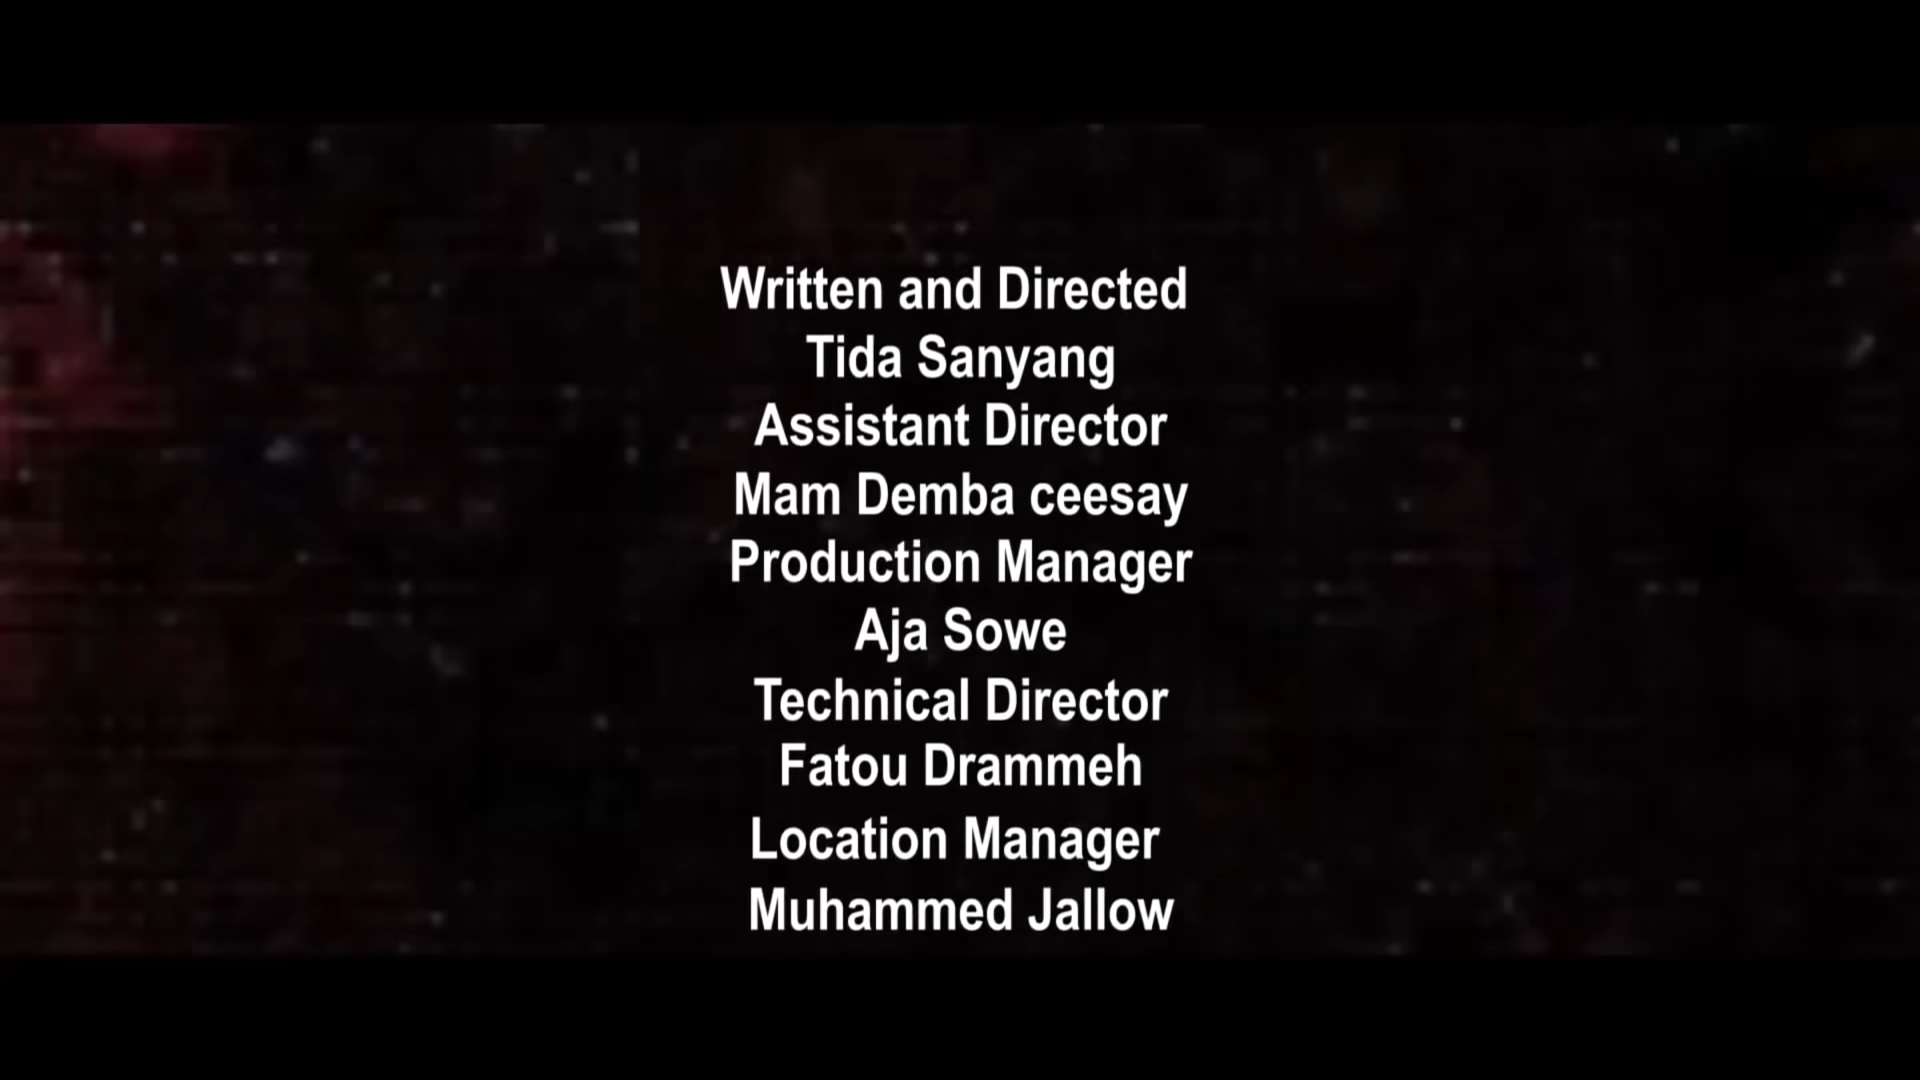 Written and Directed
Tida Sanyang
Assistant Director
Mam Demba ceesay
Production Manager
Aja Sowe
Technical Director
Fatou Drammeh
Location Manager
Muhammed Jallow